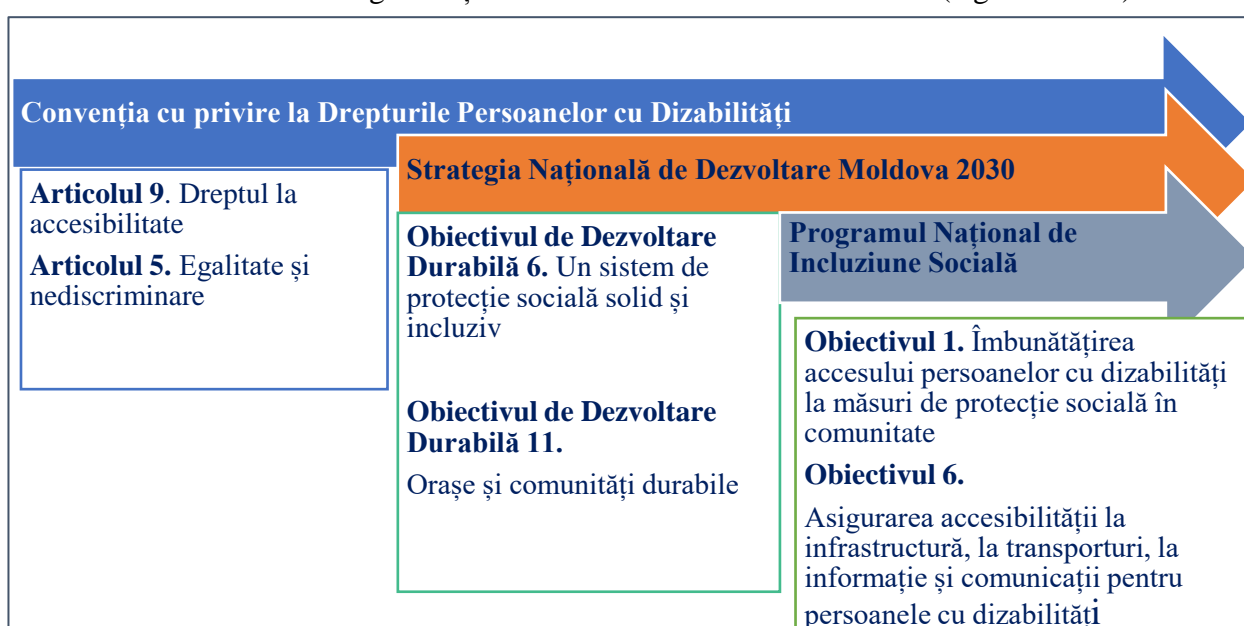 Convenția cu privire la Drepturile Persoanelor cu Dizabilități
Articolul 9. Dreptul la
accesibilitate
Articolul 5. Egalitate și
nediscriminare
Strategia Națională de Dezvoltare Moldova 2030
Obiectivul de Dezvoltare
Durabilă 6. Un sistem de
protecție socială solid și
incluziv
Obiectivul de Dezvoltare
Durabilă 11.
Orașe și comunități durabile
Programul Național de
Incluziune Socială
Obiectivul 1. Îmbunătățirea
accesului persoanelor cu dizabilități
la măsuri de protecție socială în
comunitate
Obiectivul 6.
Asigurarea accesibilității la
infrastructură, la transporturi, la
informație și comunicații pentru
persoanele cu dizabilități